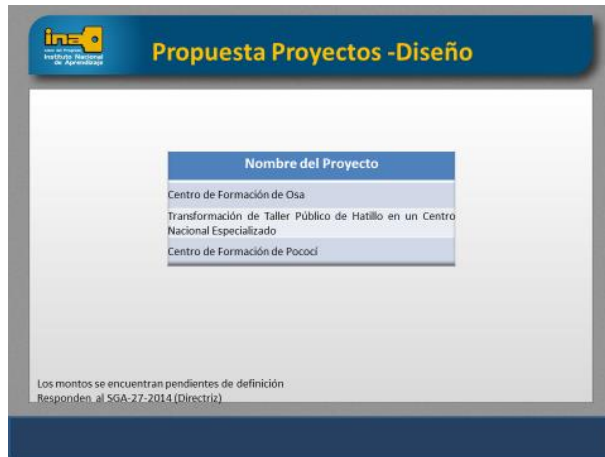 ina
Instituto Nacional
de Aprendizaje
Propuesta Proyectos -Diseño
Nombre del Proyecto
Centro de Formación de Osa
Transformación de Taller Público de Hatillo en un Centro
Nacional Especializado
Centro de Formación de Pococí
Los montos se encuentran pendientes de definición
Responden al SGA-27-2014 (Directriz)